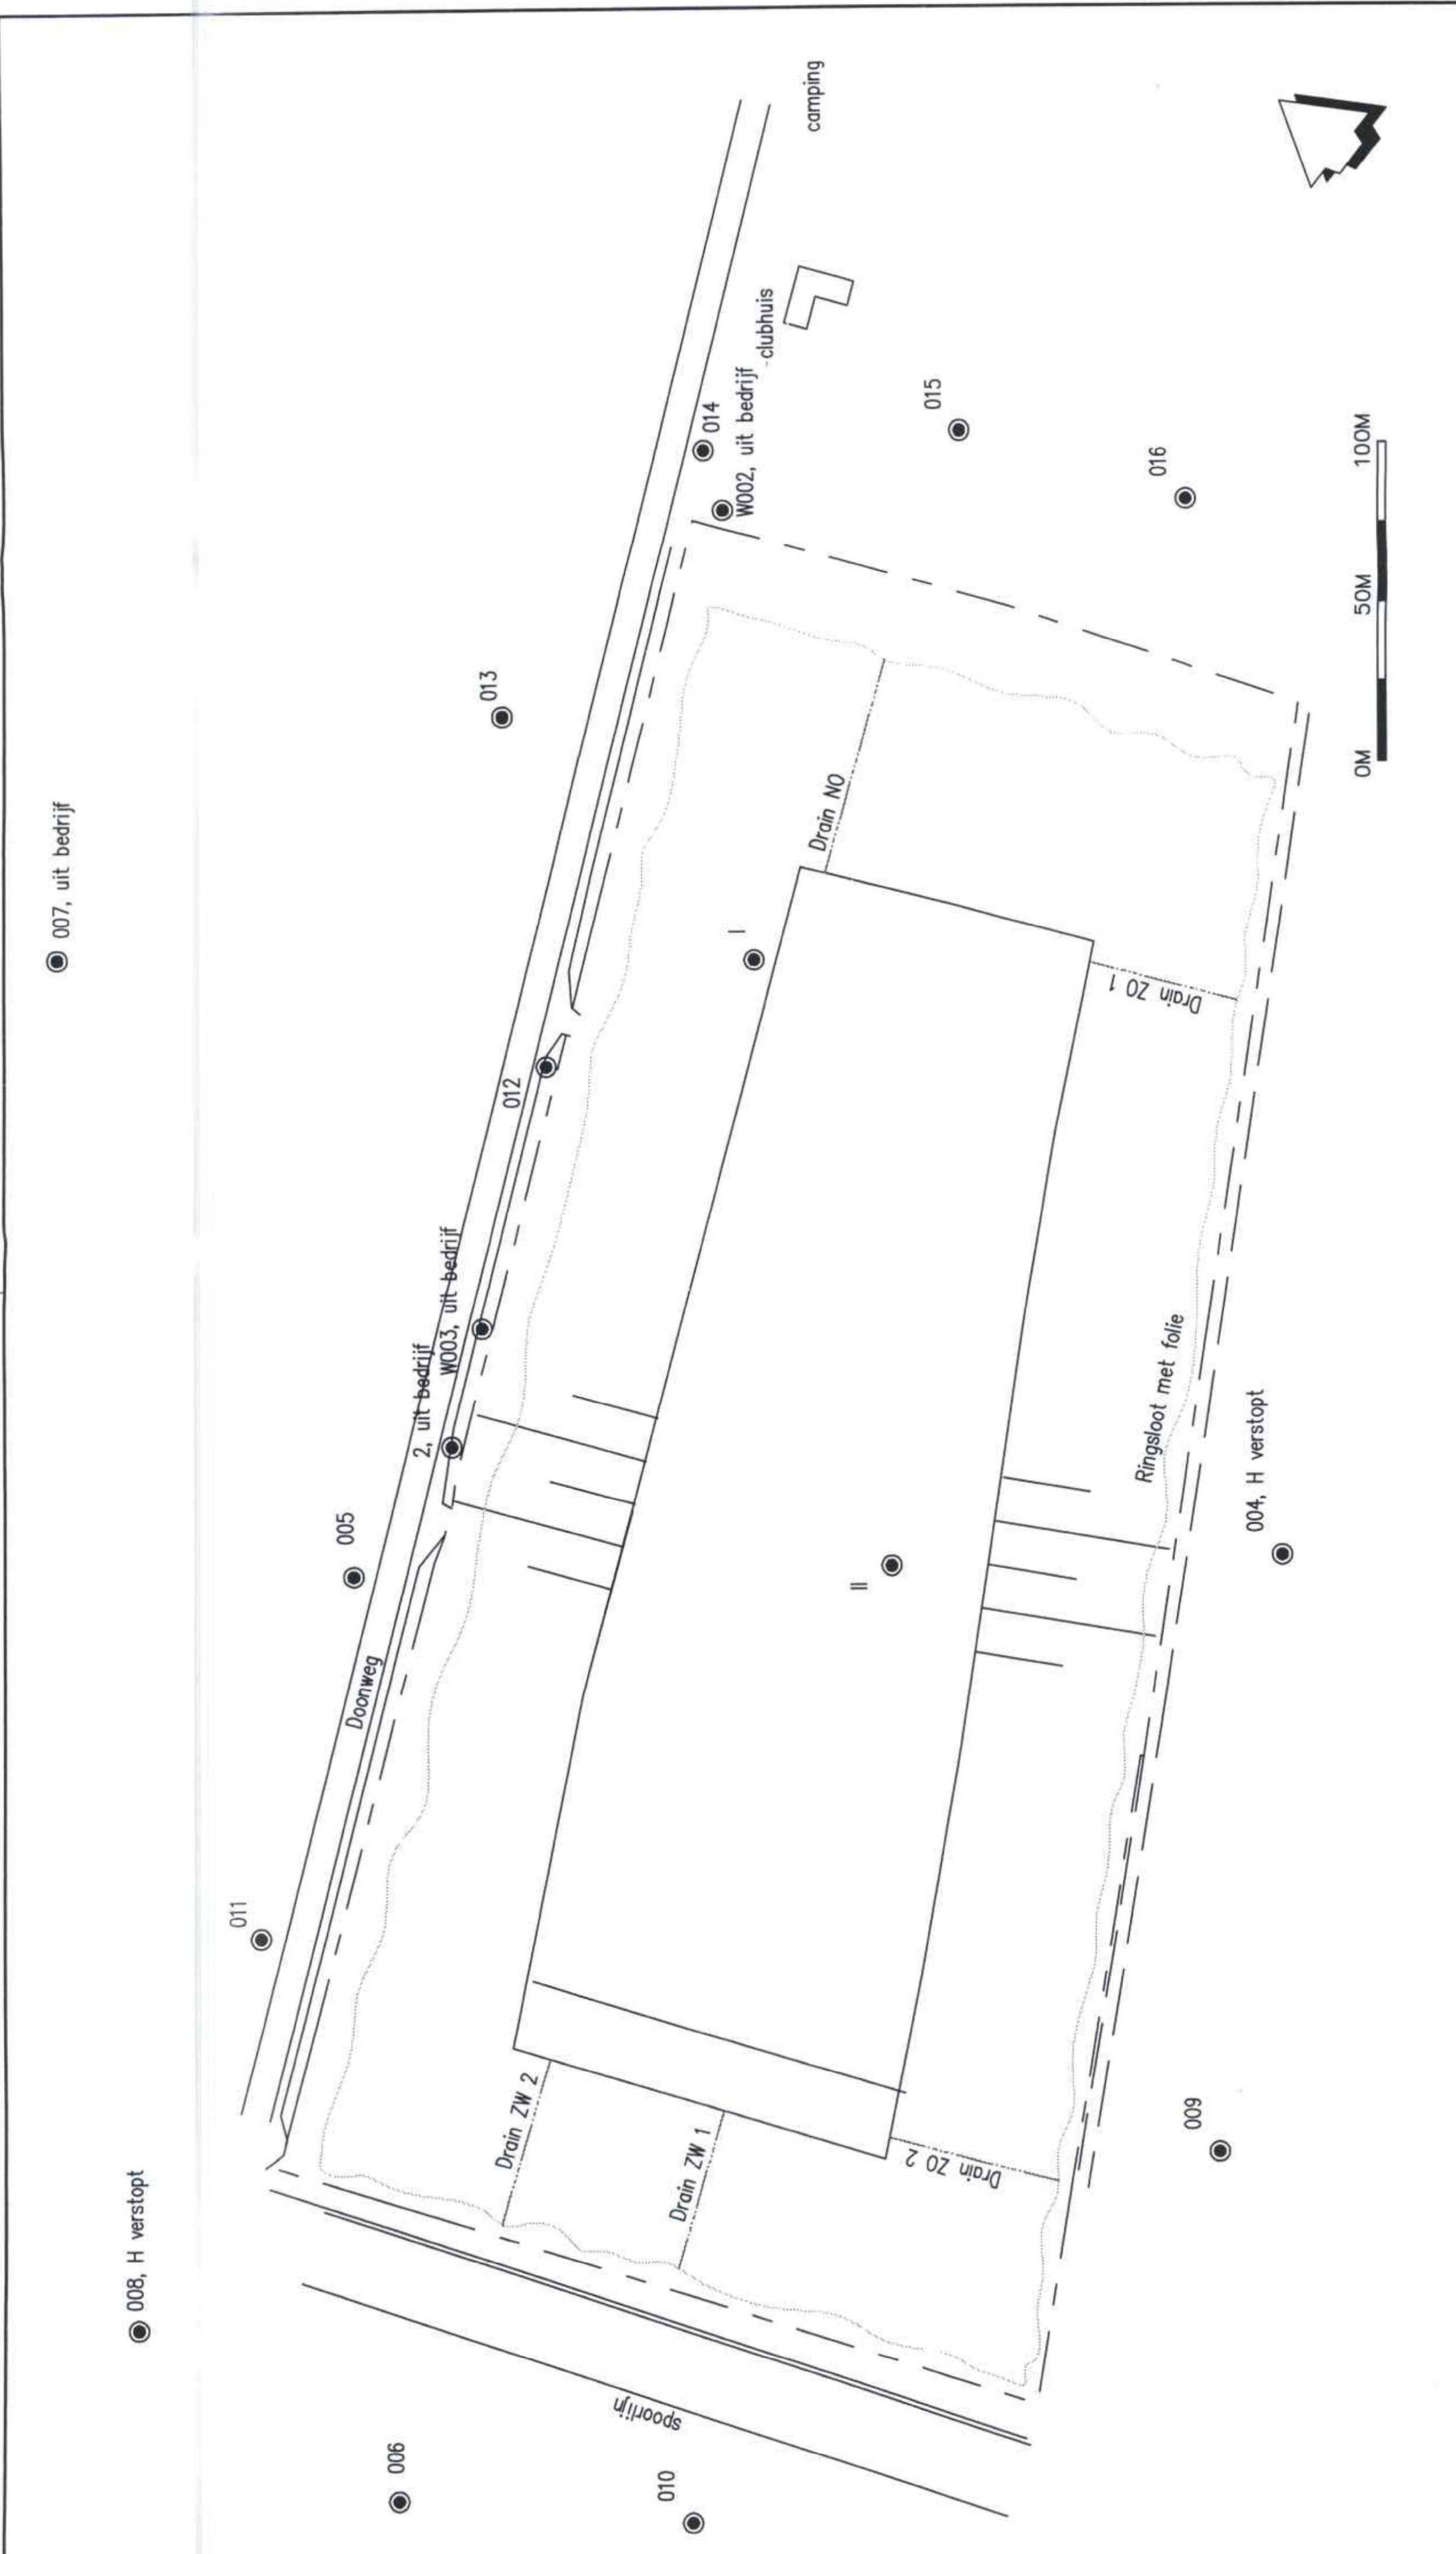 007, uit bedrijf
008, H verstopt
camping
clubhuis
014
W002, uit bedrijf
015
016
013
Drain NO
I
012
Drain ZO 1
W003, uit bedrijf
2, uit bedrijf
005
Doonweg
II
Ringsloot met folie
004, H verstopt
011
Drain ZW 2
Drain ZW 1
Drain ZO 2
009
spoorlijn
006
010
0M
50M
100M